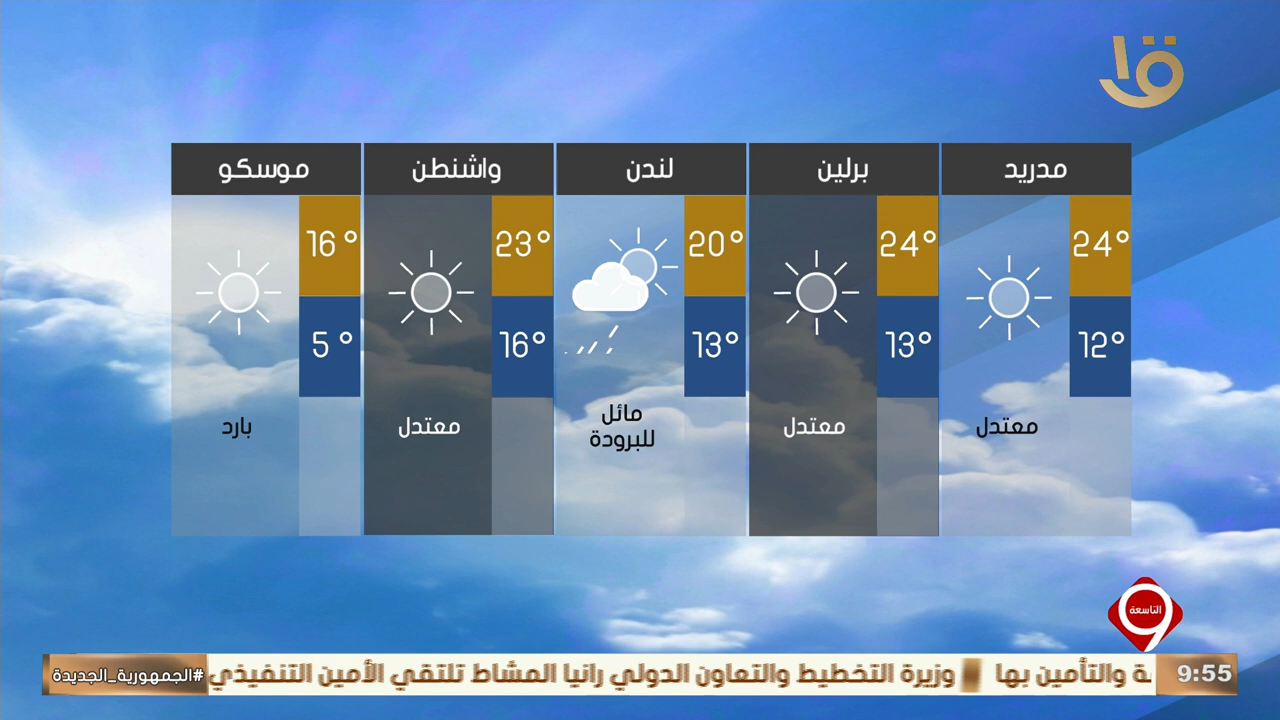 مدريد
24°
12°
معتدل
برلين
24°
13°
معتدل
لندن
20°
13°
مائل
للبرودة
واشنطن
23°
16°
معتدل
موسكو
16°
5°
بارد
التاسعة
9
9:55
ـة والتأمين بها وزيرة التخطيط والتعاون الدولي رانيا المشاط تلتقي الأمين التنفيذي
#الجمهورية_الجديدة